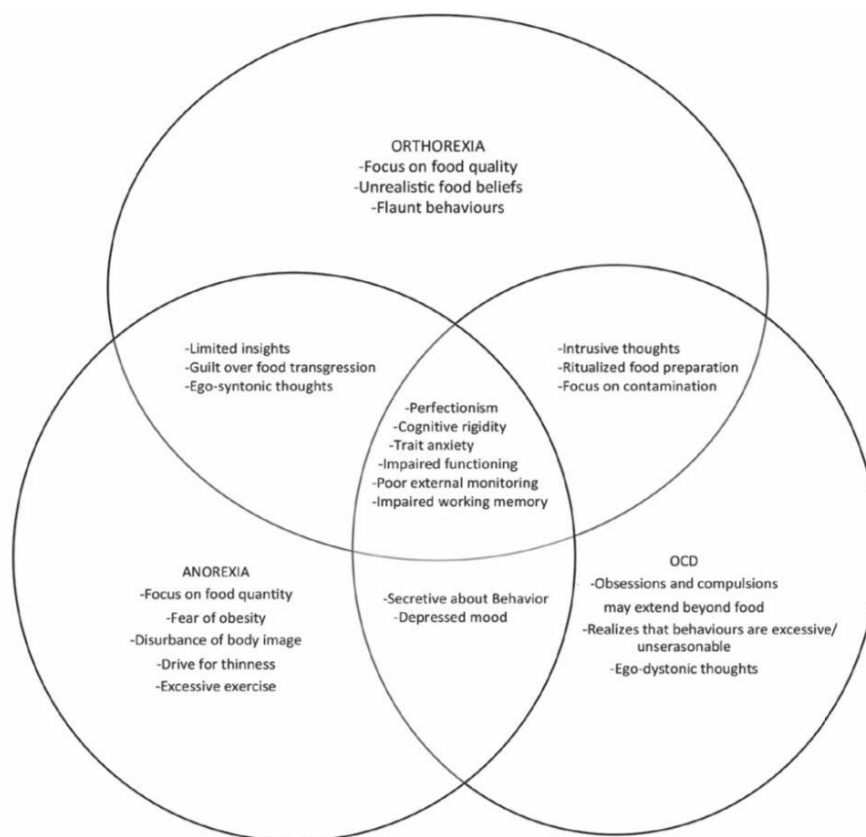 ORTHOREXIA
-Focus on food quality
-Unrealistic food beliefs
-Flaunt behaviours
-Limited insights
-Guilt over food transgression
-Ego-syntonic thoughts
-Intrusive thoughts
-Ritualized food preparation
-Focus on contamination
-Perfectionism
-Cognitive rigidity
-Trait anxiety
-Impaired functioning
-Poor external monitoring
-Impaired working memory
ANOREXIA
-Focus on food quantity
-Fear of obesity
-Disurbance of body image
-Drive for thinness
-Excessive exercise
-Secretive about Behavior
-Depressed mood
OCD
-Obsessions and compulsions
may extend beyond food
-Realizes that behaviours are excessive/
unserasonable
-Ego-dystonic thoughts